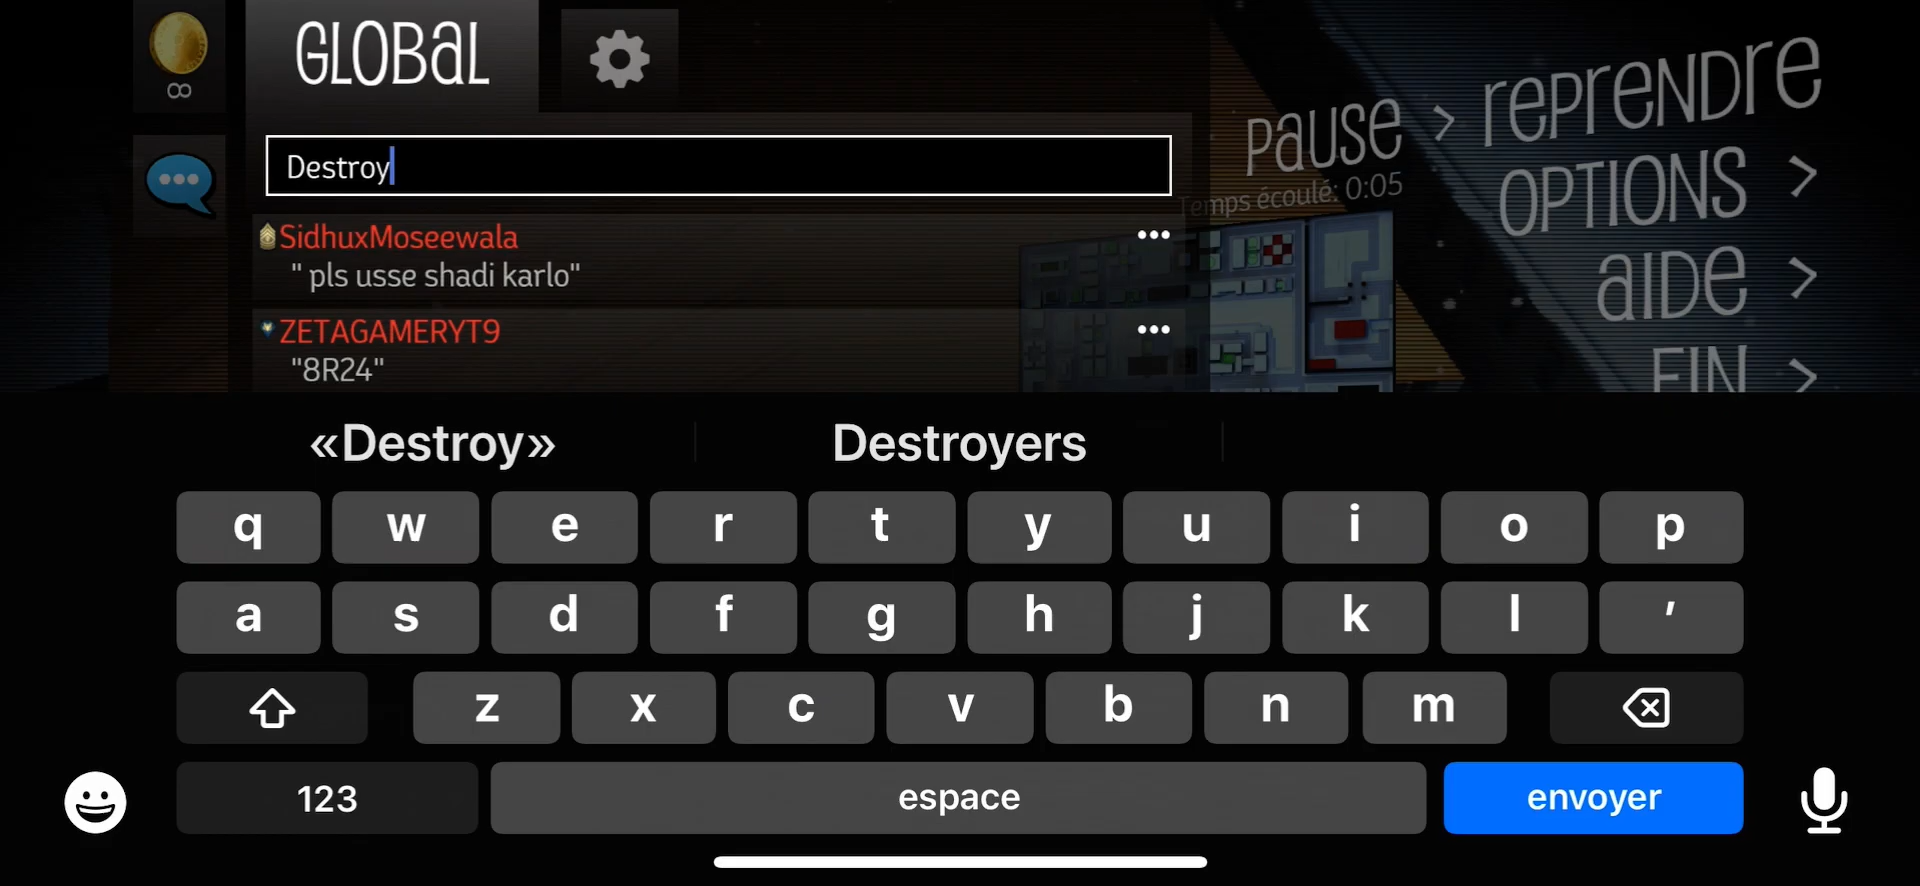 GLOBaL
∞
Destroy
Pause > rePreNDre
Temps écoulé: 0:05
OPTIONS >
aIDe >
FIN >
SidhuxMoseewala
" pls usse shadi karlo"
ZETAGAMERYT9
"8R24"
«Destroy» Destroyers
q w e r t y u i o p
a s d f g h j k l '
z x c v b n m
123 espace envoyer